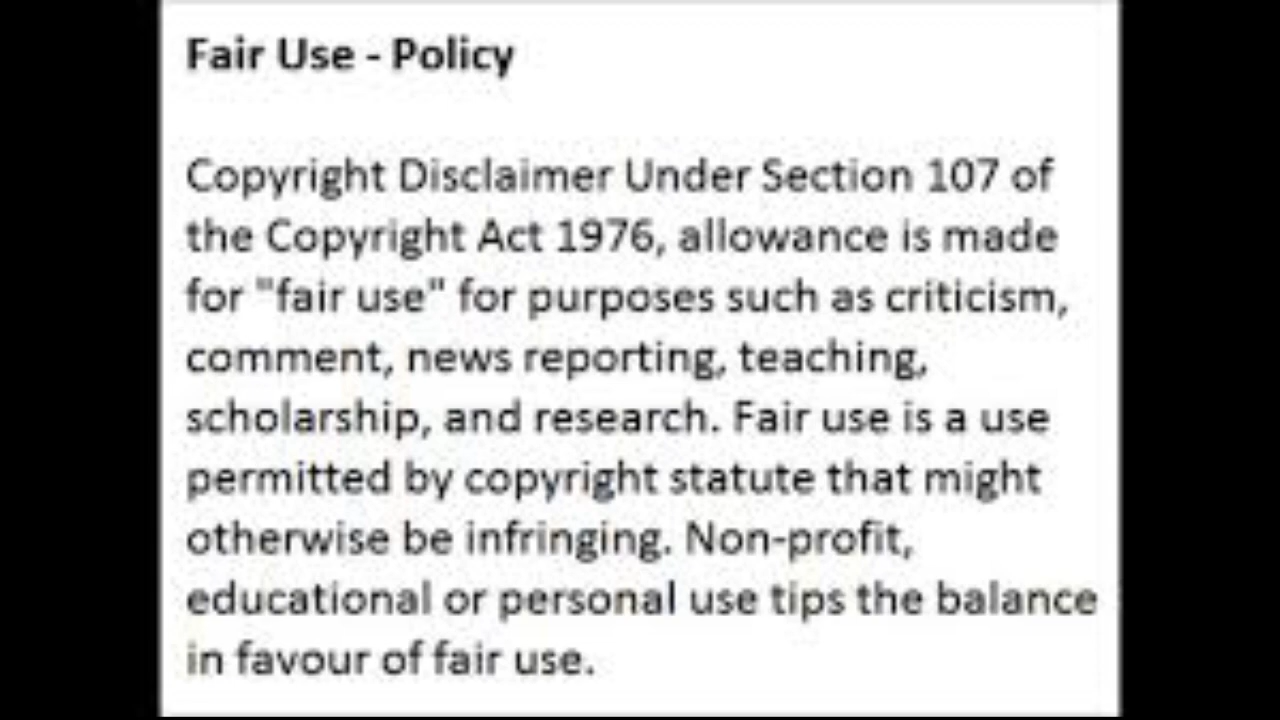 Fair Use - Policy
Copyright Disclaimer Under Section 107 of
the Copyright Act 1976, allowance is made
for "fair use" for purposes such as criticism,
comment, news reporting, teaching,
scholarship, and research. Fair use is a use
permitted by copyright statute that might
otherwise be infringing. Non-profit,
educational or personal use tips the balance
in favour of fair use.